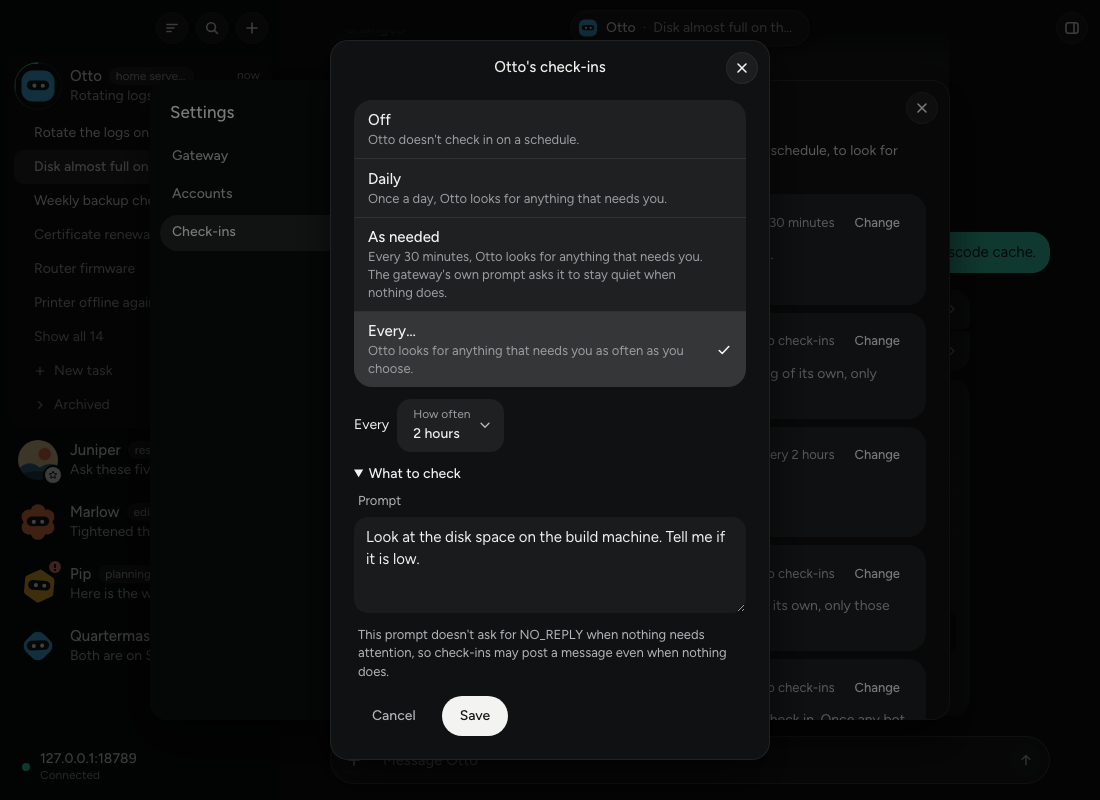 Otto · Disk almost full on th...
Otto home serve... now
Rotating logs
Rotate the logs on
Disk almost full on
Weekly backup
Certificate renewa
Router firmware
Printer offline again
Show all 14
+ New task
Archived
Juniper
Ask these five
Marlow
Tightened th
Pip planning
Here is the w
Quartermas
Both are on S
127.0.0.1:18789
Connected
Settings
Gateway
Accounts
Check-ins
schedule, to look for
30 minutes Change
scode cache.
o check-ins Change
g of its own, only
ery 2 hours Change
o check-ins Change
its own, only those
o check-ins Change
check in. Once any bot
Otto's check-ins
Off
Otto doesn't check in on a schedule.
Daily
Once a day, Otto looks for anything that needs you.
As needed
Every 30 minutes, Otto looks for anything that needs you.
The gateway's own prompt asks it to stay quiet when
nothing does.
Every...
Otto looks for anything that needs you as often as you
choose.
Every How often
2 hours
What to check
Prompt
Look at the disk space on the build machine. Tell me if
it is low.
This prompt doesn't ask for NO_REPLY when nothing needs
attention, so check-ins may post a message even when nothing
does.
Cancel Save
Message Otto